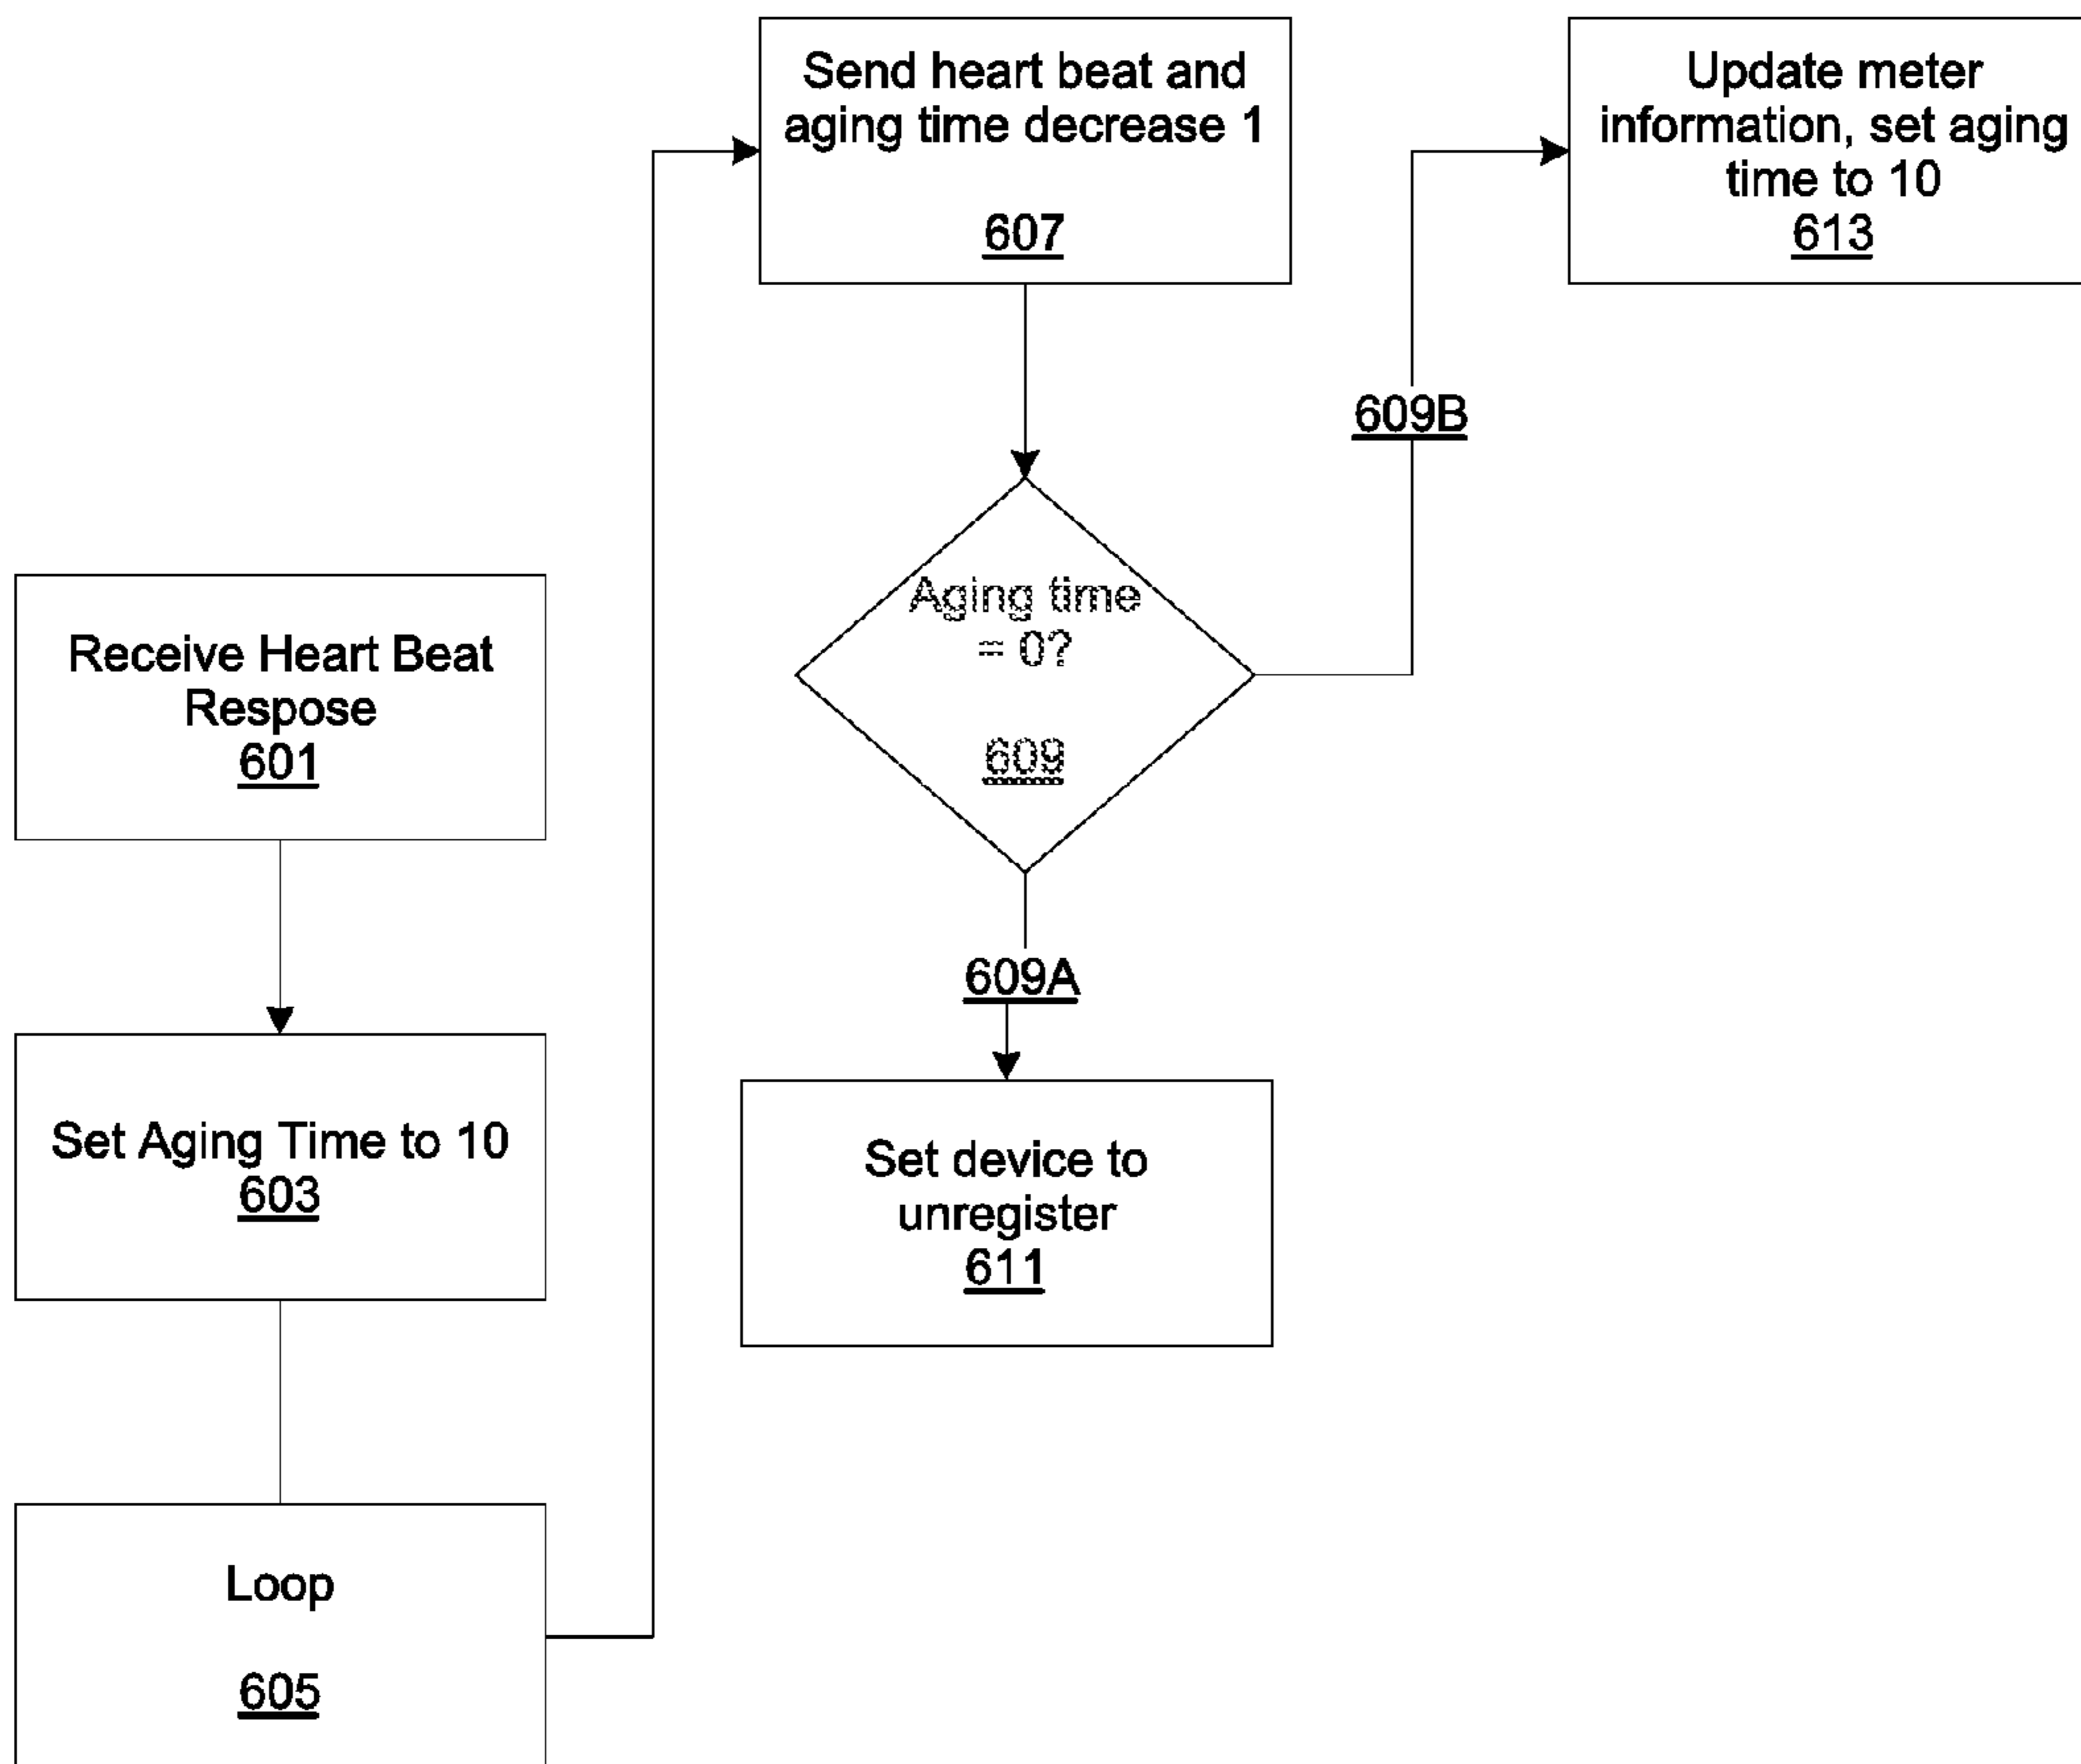 Receive Heart Beat
Respose
601
Set Aging Time to 10
603
Loop
605
Send heart beat and
aging time decrease 1
607
Aging time
= 0?
609
609A
Set device to
unregister
611
609B
Update meter
information, set aging
time to 10
613